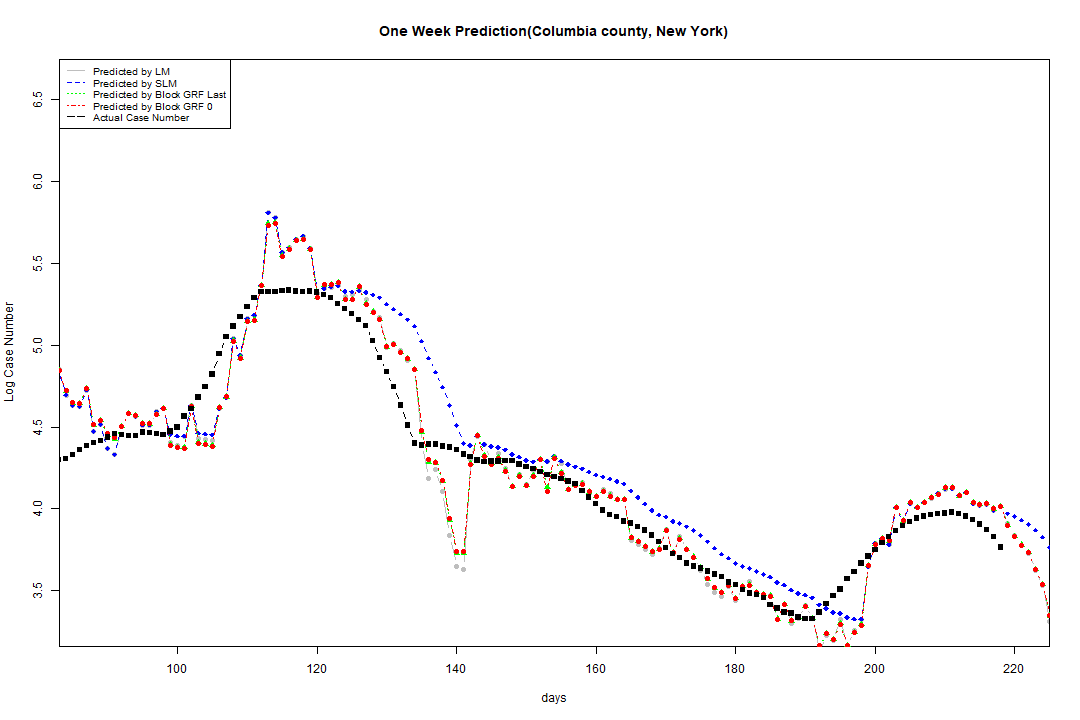 One Week Prediction(Columbia county, New York)
Predicted by LM
Predicted by SLM
Predicted by Block GRF Last
Predicted by Block GRF 0
Actual Case Number
6.5
6.0
5.5
5.0
4.5
4.0
3.5
Log Case Number
100 120 140 160 180 200 220
days